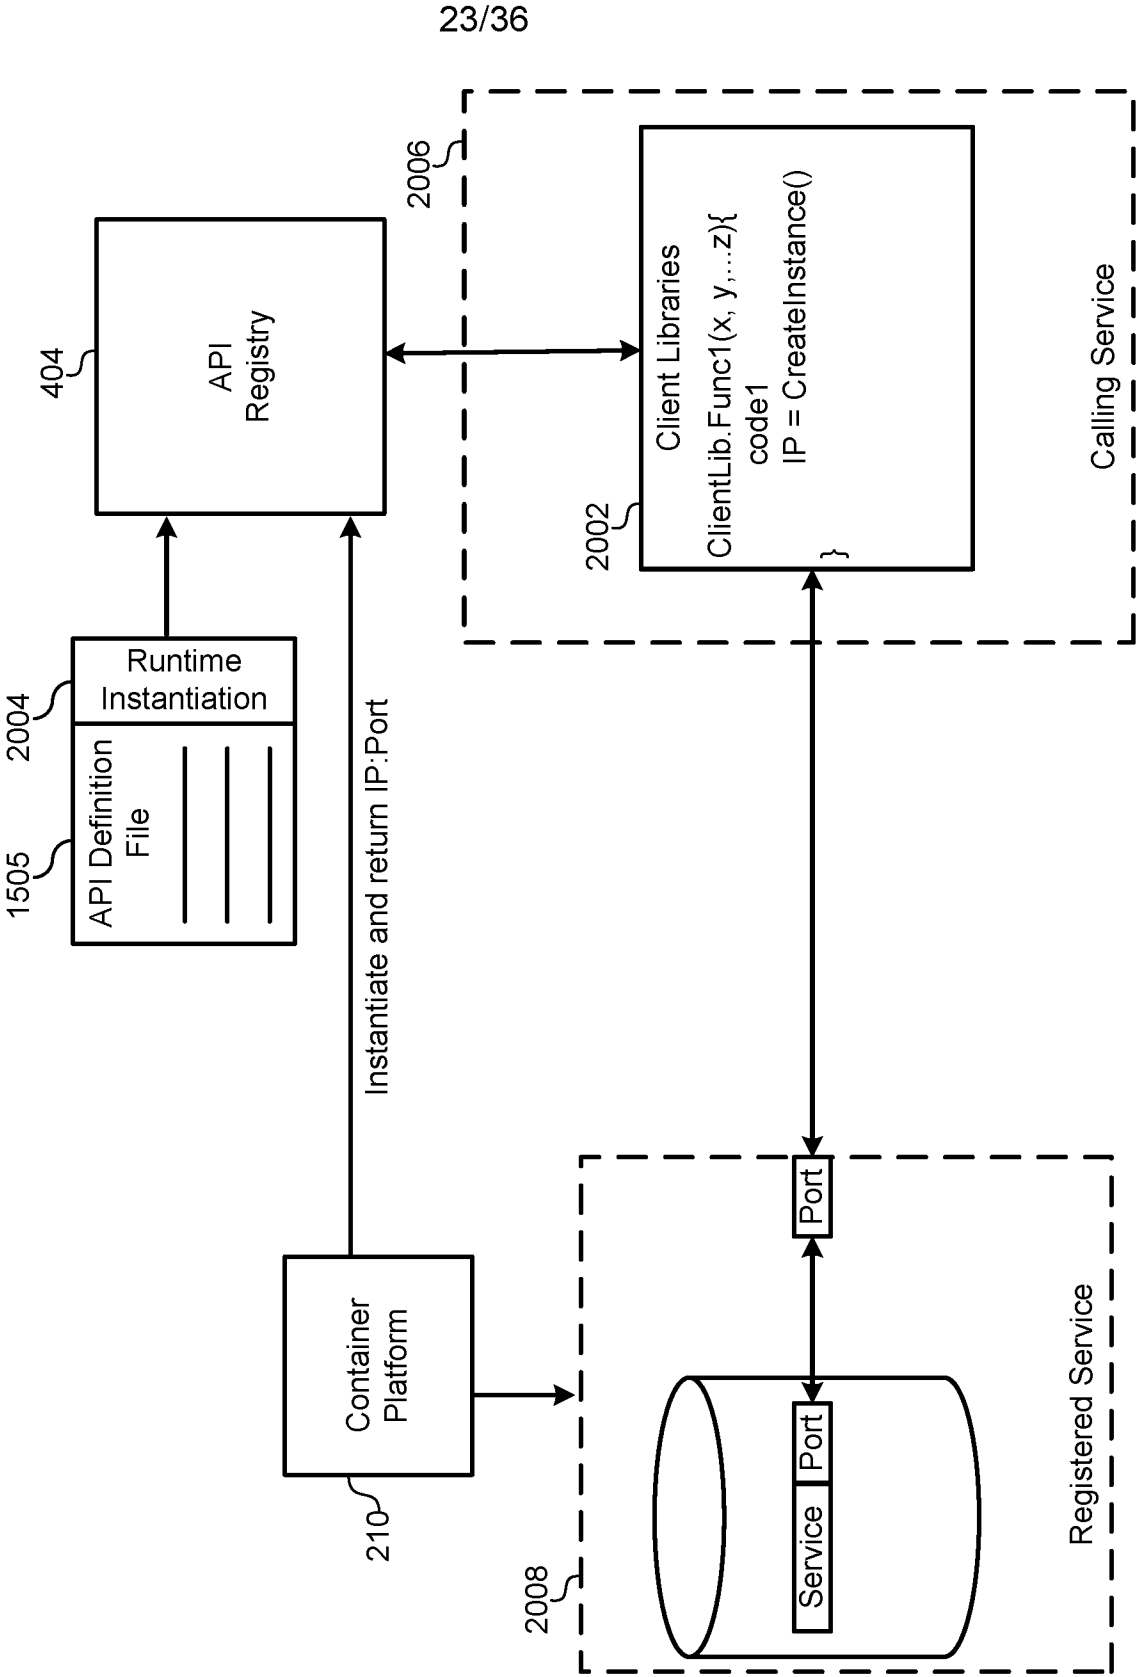 23/36
1505
API Definition
File
2004
Runtime
Instantiation
404
API
Registry
210
Container
Platform
Instantiate and return IP:Port
2006
2002
Client Libraries
ClientLib.Func1(x, y,...z){
code1
IP = CreateInstance()
}
Calling Service
2008
Service
Port
Port
Registered Service